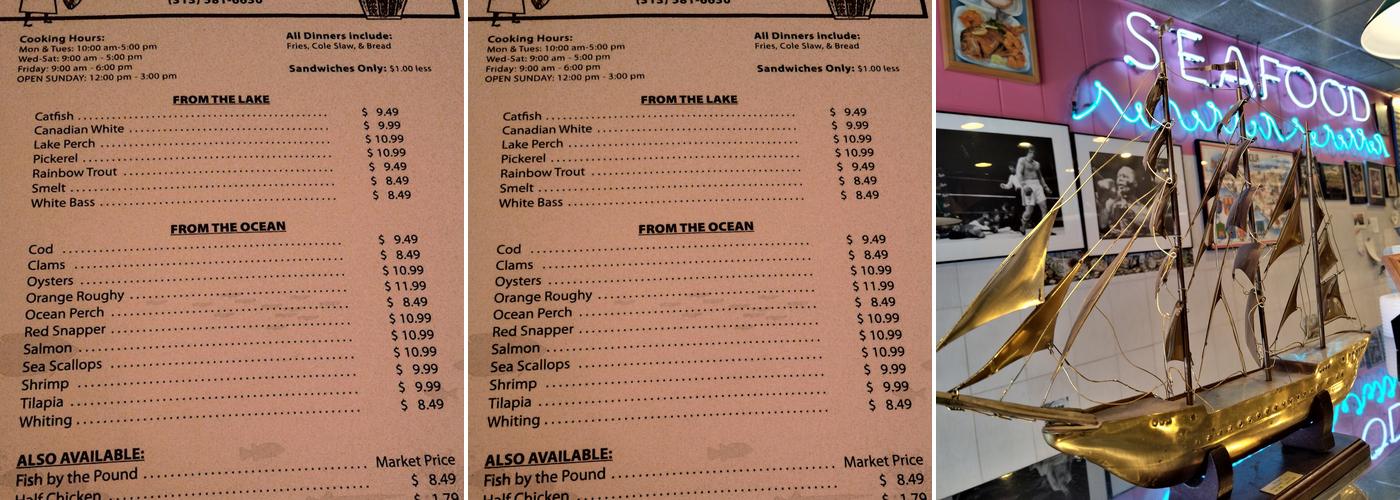 Cooking Hours:
Mon & Tues: 10:00 am-5:00 pm
Wed-Sat: 9:00 am - 5:00 pm
Friday: 9:00 am - 6:00 pm
OPEN SUNDAY: 12:00 pm - 3:00 pm
All Dinners include:
Fries, Cole Slaw, & Bread
Sandwiches Only: $1.00 less
FROM THE LAKE
Catfish $ 9.49
Canadian White $ 9.99
Lake Perch $ 10.99
Pickerel $ 10.99
Rainbow Trout $ 9.49
Smelt $ 8.49
White Bass $ 8.49
FROM THE OCEAN
Cod $ 9.49
Clams $ 8.49
Oysters $ 10.99
Orange Roughy $ 11.99
Ocean Perch $ 8.49
Red Snapper $ 10.99
Salmon $ 10.99
Sea Scallops $ 10.99
Shrimp $ 9.99
Tilapia $ 9.99
Whiting $ 8.49
ALSO AVAILABLE:
Fish by the Pound Market Price
Half Chicken $ 8.49
Cooking Hours:
Mon & Tues: 10:00 am-5:00 pm
Wed-Sat: 9:00 am - 5:00 pm
Friday: 9:00 am - 6:00 pm
OPEN SUNDAY: 12:00 pm - 3:00 pm
All Dinners include:
Fries, Cole Slaw, & Bread
Sandwiches Only: $1.00 less
FROM THE LAKE
Catfish $ 9.49
Canadian White $ 9.99
Lake Perch $ 10.99
Pickerel $ 10.99
Rainbow Trout $ 9.49
Smelt $ 8.49
White Bass $ 8.49
FROM THE OCEAN
Cod $ 9.49
Clams $ 8.49
Oysters $ 10.99
Orange Roughy $ 11.99
Ocean Perch $ 8.49
Red Snapper $ 10.99
Salmon $ 10.99
Sea Scallops $ 10.99
Shrimp $ 9.99
Tilapia $ 9.99
Whiting $ 8.49
ALSO AVAILABLE:
Fish by the Pound Market Price
Half Chicken $ 8.49
SEAFOOD